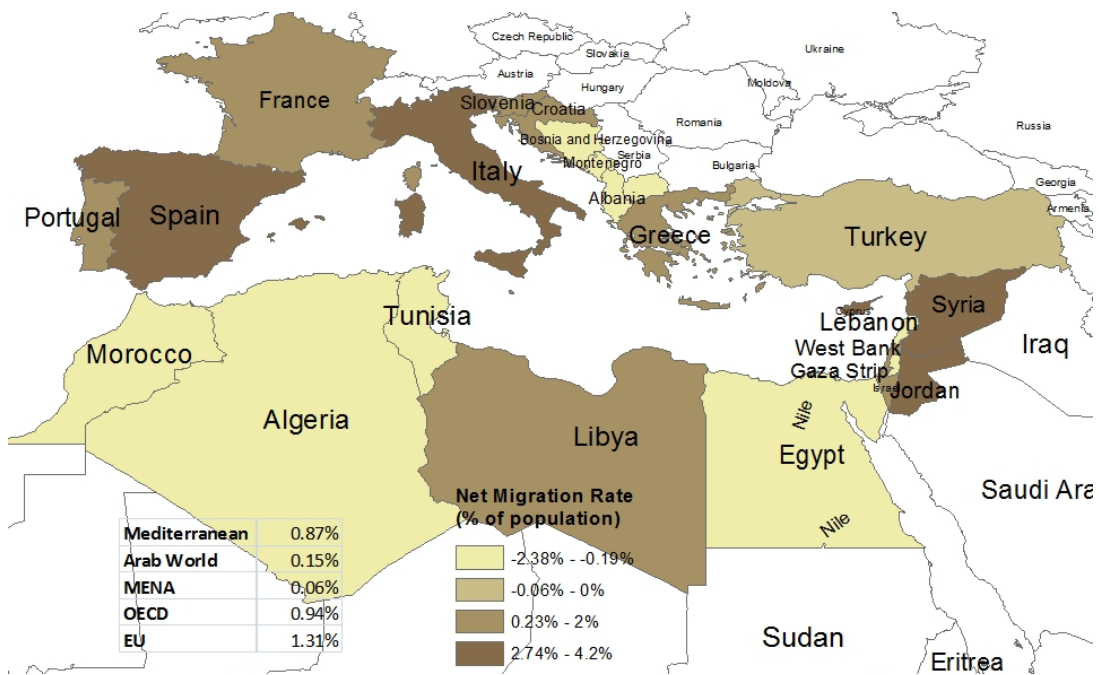 Czech Republic
Ukraine
Slovakia
Austria
Moldova
Hungary
France
Slovenia
Croatia
Romania
Russia
Bosnia and Herzegovina
Serbia
Montenegro
Bulgaria
Italy
Georgia
Albania
Armenia
Portugal
Spain
Greece
Turkey
Tunisia
Cyprus
Syria
Lebanon
Morocco
West Bank
Iraq
Gaza Strip
Israel
Jordan
Algeria
Nile
Libya
Egypt
Saudi Ara
Net Migration Rate
(% of population)
-2.38% - -0.19%
-0.06% - 0%
0.23% - 2%
2.74% - 4.2%
Nile
Mediterranean 0.87%
Arab World 0.15%
MENA 0.06%
OECD 0.94%
EU 1.31%
Sudan
Eritrea